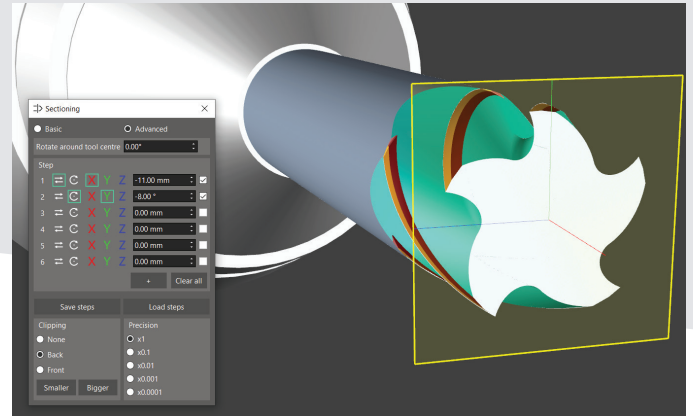 Sectioning
Basic
Advanced
Rotate around tool centre 0.00°
Step
1 X Y Z -11.00 mm
2 X Y Z -8.00 °
3 X Y Z 0.00 mm
4 X Y Z 0.00 mm
5 X Y Z 0.00 mm
6 X Y Z 0.00 mm
+ Clear all
Save steps Load steps
Clipping
None
Back
Front
Smaller Bigger
Precision
x1
x0.1
x0.01
x0.001
x0.0001